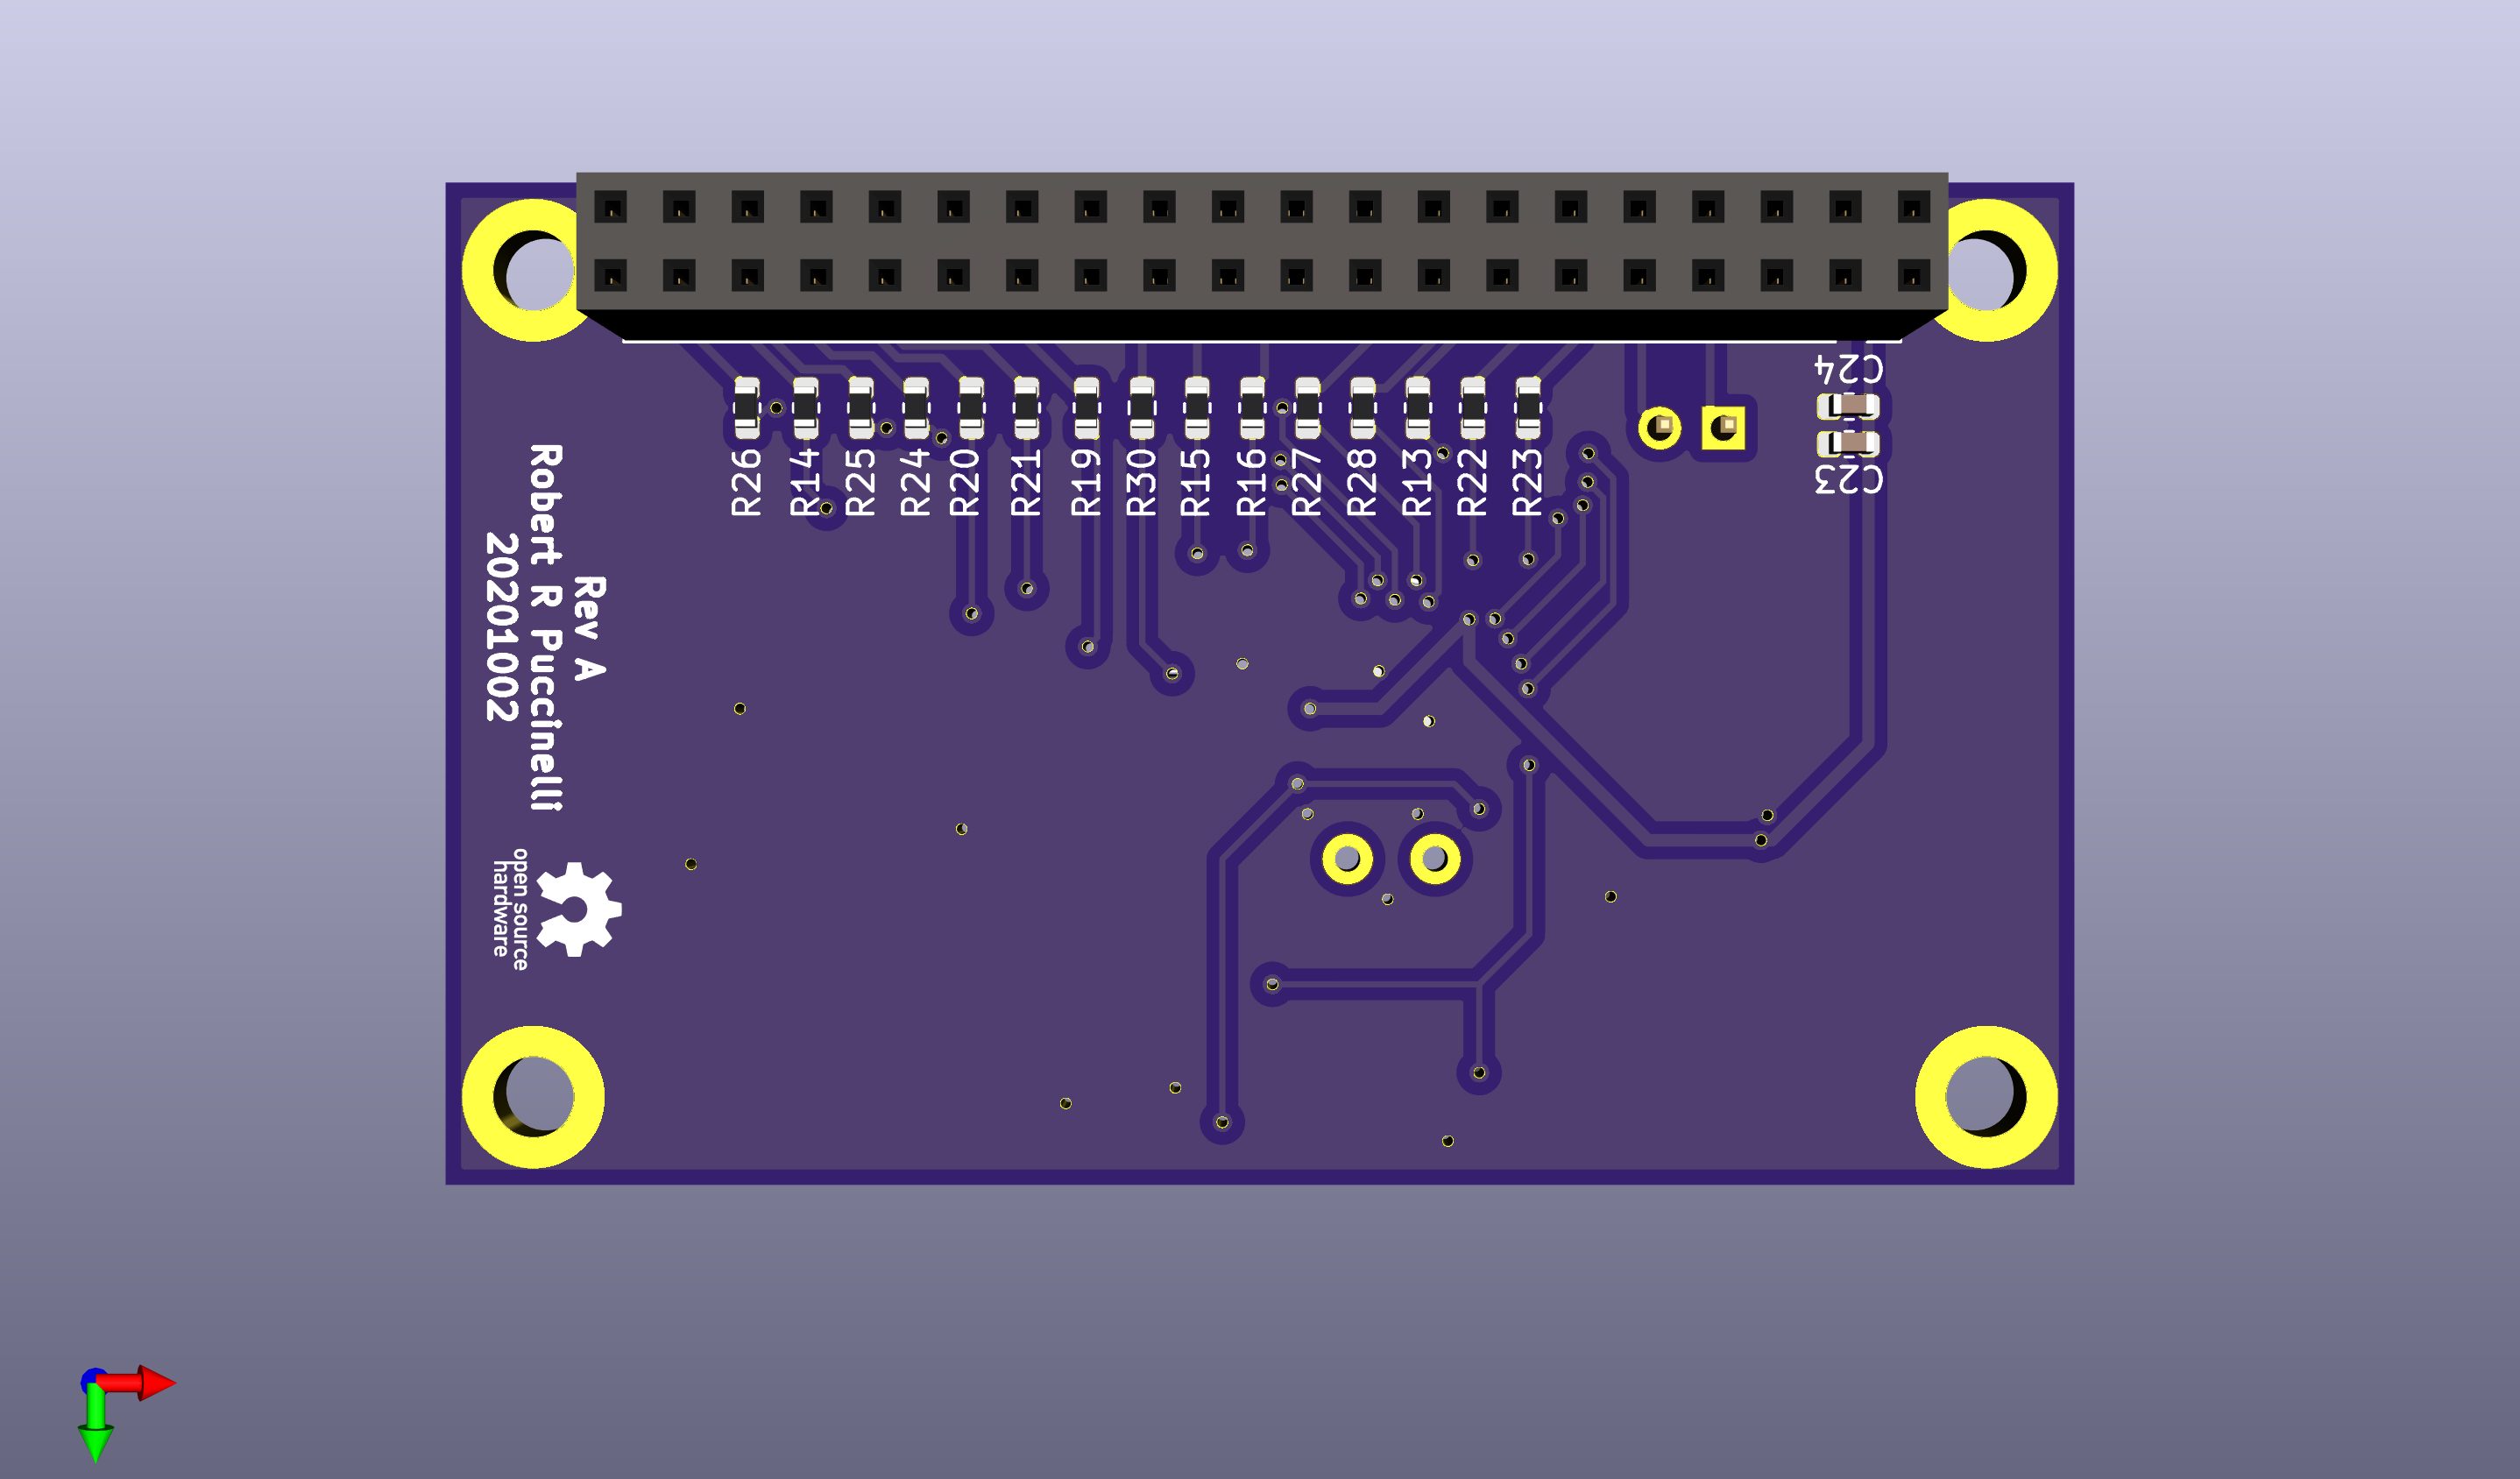 C24
C23
R26
R14
R25
R24
R20
R21
R19
R30
R15
R16
R27
R28
R13
R22
R23
Rev A
Robert R Puccinelli
20201002
open source
hardware